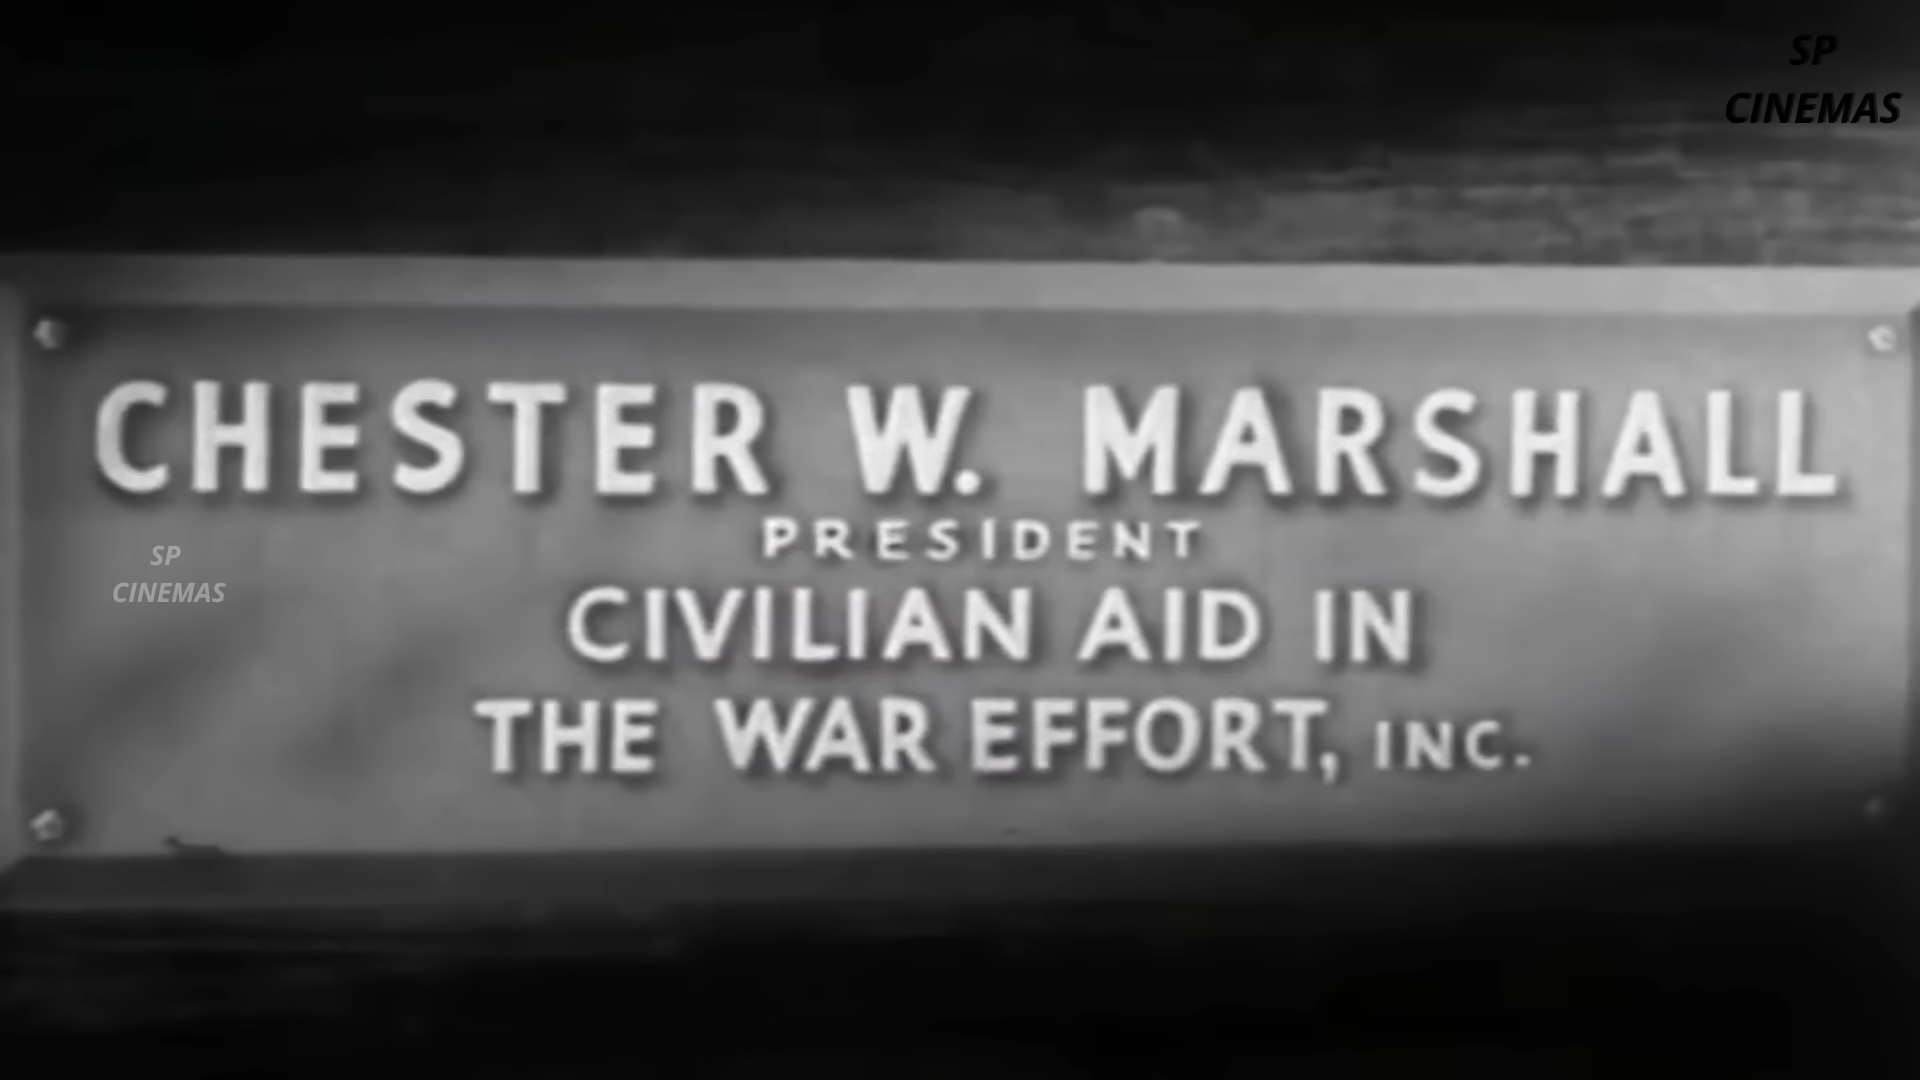 SP
CINEMAS
CHESTER W. MARSHALL
PRESIDENT
SP
CINEMAS
CIVILIAN AID IN
THE WAR EFFORT, INC.